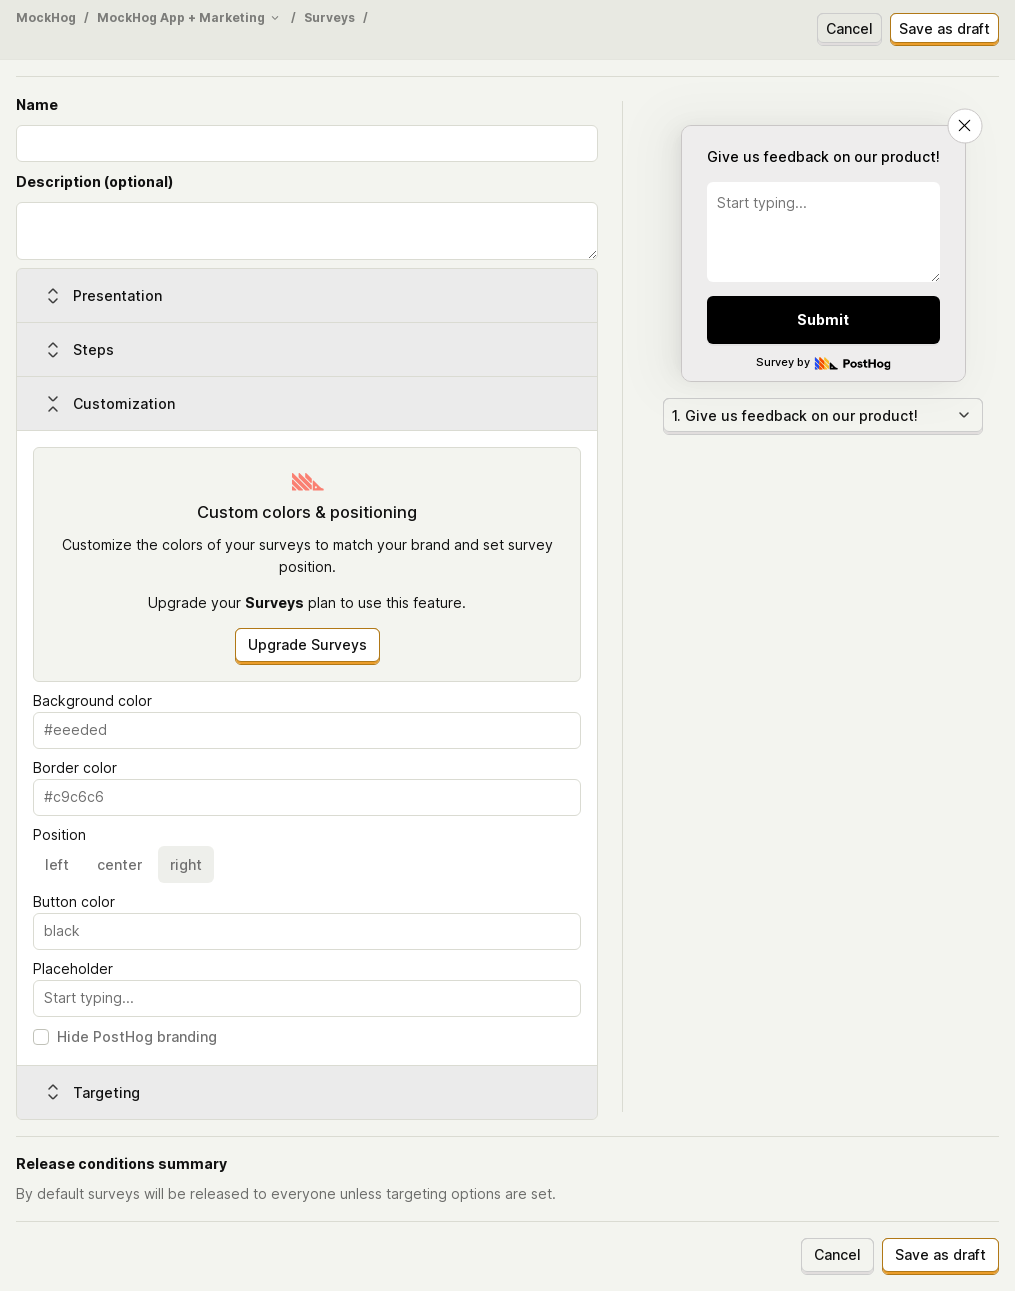 MockHog / MockHog App + Marketing / Surveys /
Cancel
Save as draft
Name
Description (optional)
Presentation
Steps
Customization
Custom colors & positioning
Customize the colors of your surveys to match your brand and set survey
position.
Upgrade your Surveys plan to use this feature.
Upgrade Surveys
Background color
#eeeded
Border color
#c9c6c6
Position
left center right
Button color
black
Placeholder
Start typing...
Hide PostHog branding
Targeting
Give us feedback on our product!
Start typing...
Submit
Survey by PostHog
1. Give us feedback on our product!
Release conditions summary
By default surveys will be released to everyone unless targeting options are set.
Cancel
Save as draft